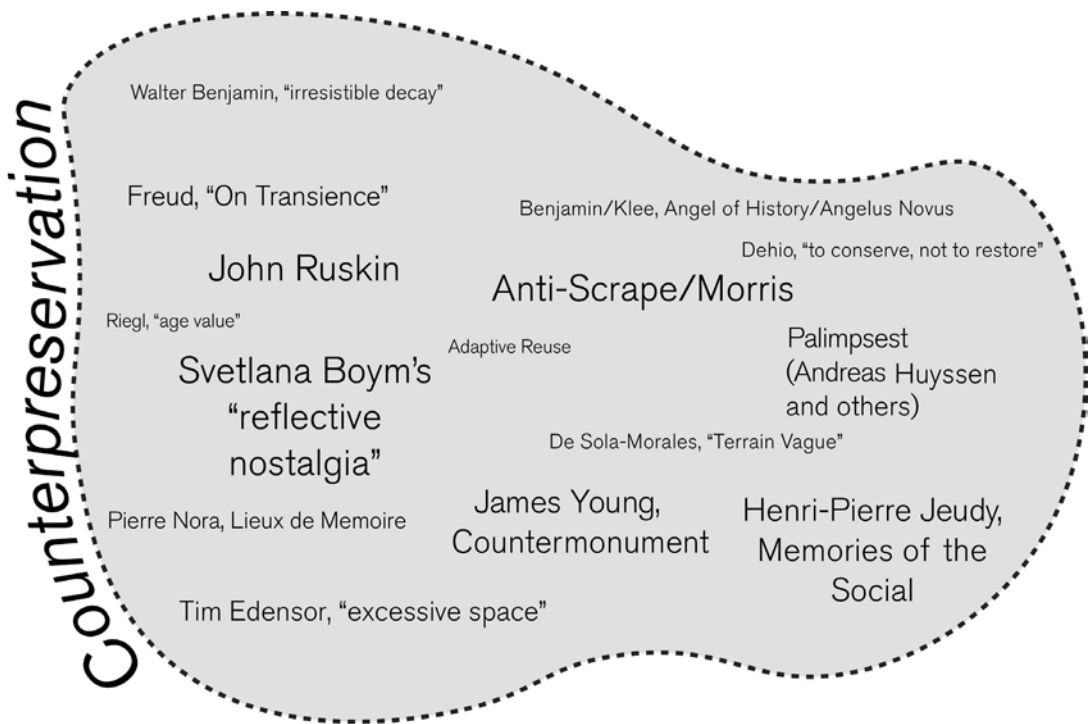 Counterpreservation
Walter Benjamin, “irresistible decay”
Freud, “On Transience”
Benjamin/Klee, Angel of History/Angelus Novus
Dehio, “to conserve, not to restore”
John Ruskin
Anti-Scrape/Morris
Riegl, “age value”
Adaptive Reuse
Palimpsest
(Andreas Huyssen
and others)
Svetlana Boym’s
“reflective
nostalgia”
De Sola-Morales, “Terrain Vague”
Pierre Nora, Lieux de Memoire
James Young,
Countermonument
Henri-Pierre Jeudy,
Memories of the
Social
Tim Edensor, “excessive space”